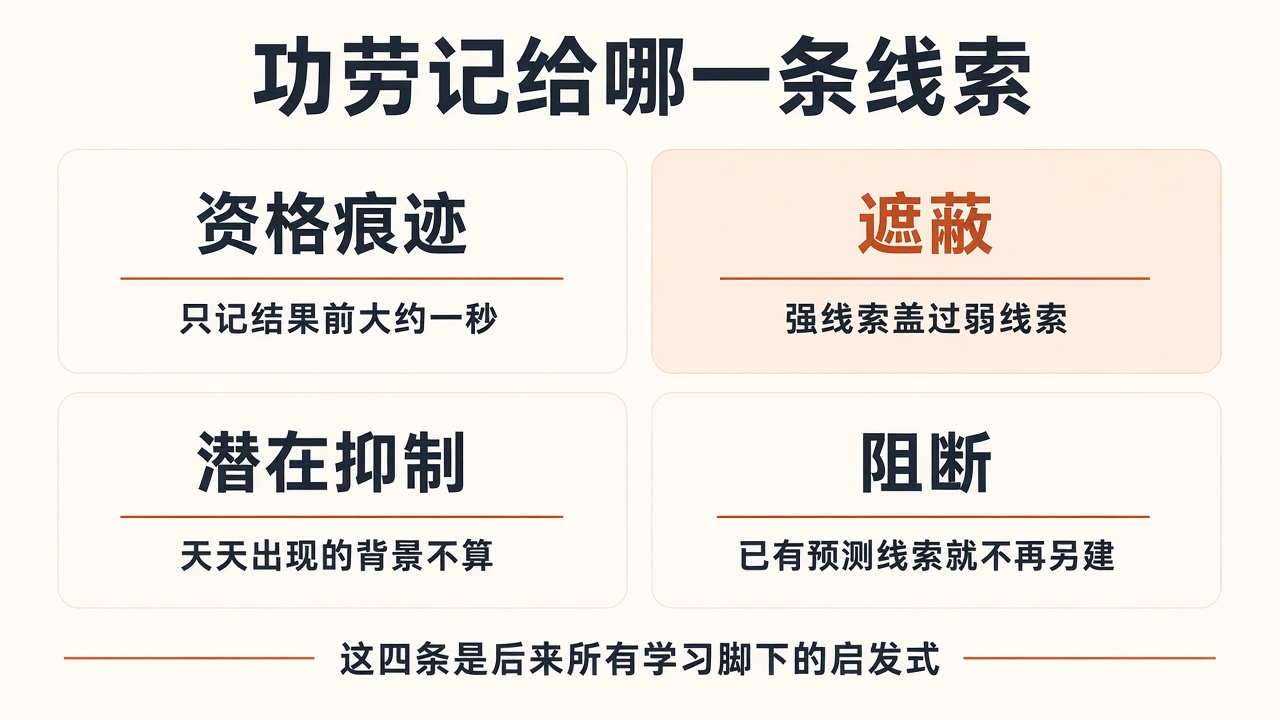 功劳记给哪一条线索
资格痕迹
只记结果前大约一秒
遮蔽
强线索盖过弱线索
潜在抑制
天天出现的背景不算
阻断
已有预测线索就不再另建
这四条是后来所有学习脚下的启发式